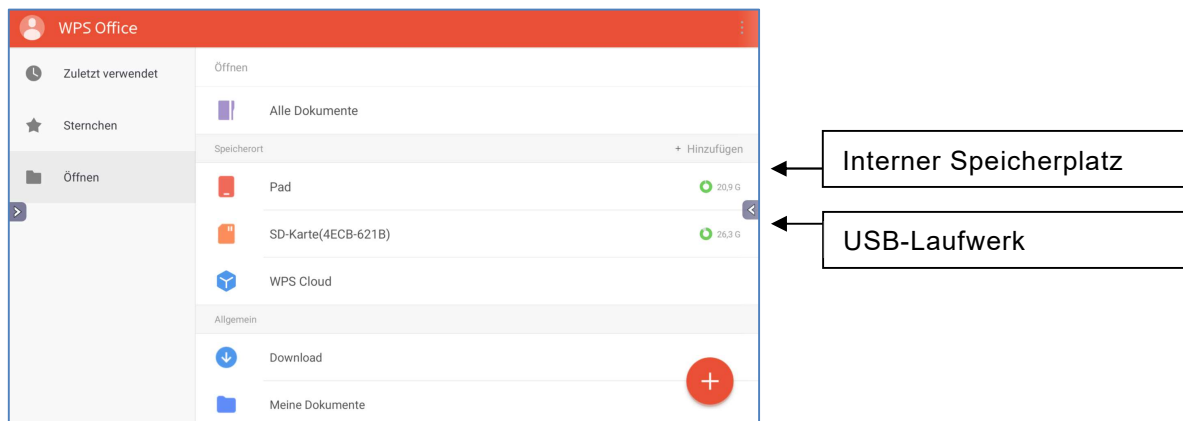 WPS Office
Zuletzt verwendet
Sternchen
Öffnen
Öffnen
Alle Dokumente
Speicherort
+ Hinzufügen
Pad
20,9 G
SD-Karte(4ECB-621B)
26,3 G
WPS Cloud
Allgemein
Download
Meine Dokumente
Interner Speicherplatz
USB-Laufwerk